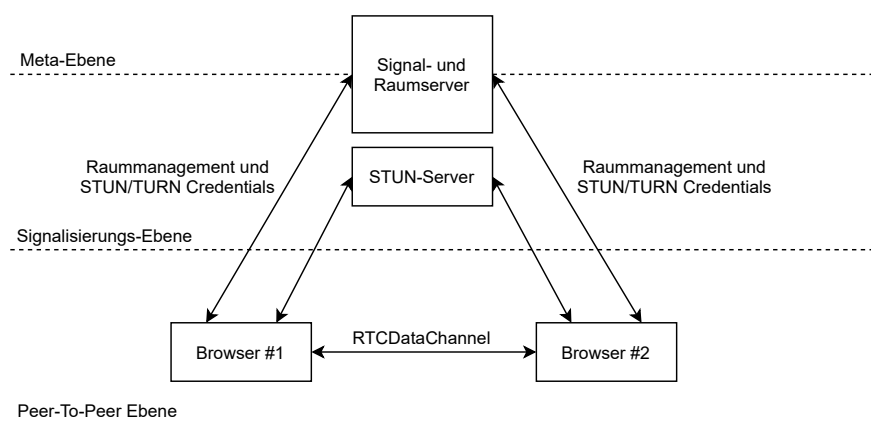 Meta-Ebene
Signal- und
Raumserver
Raummanagement und
STUN/TURN Credentials
STUN-Server
Raummanagement und
STUN/TURN Credentials
Signalisierungs-Ebene
RTCDataChannel
Browser #1
Browser #2
Peer-To-Peer Ebene